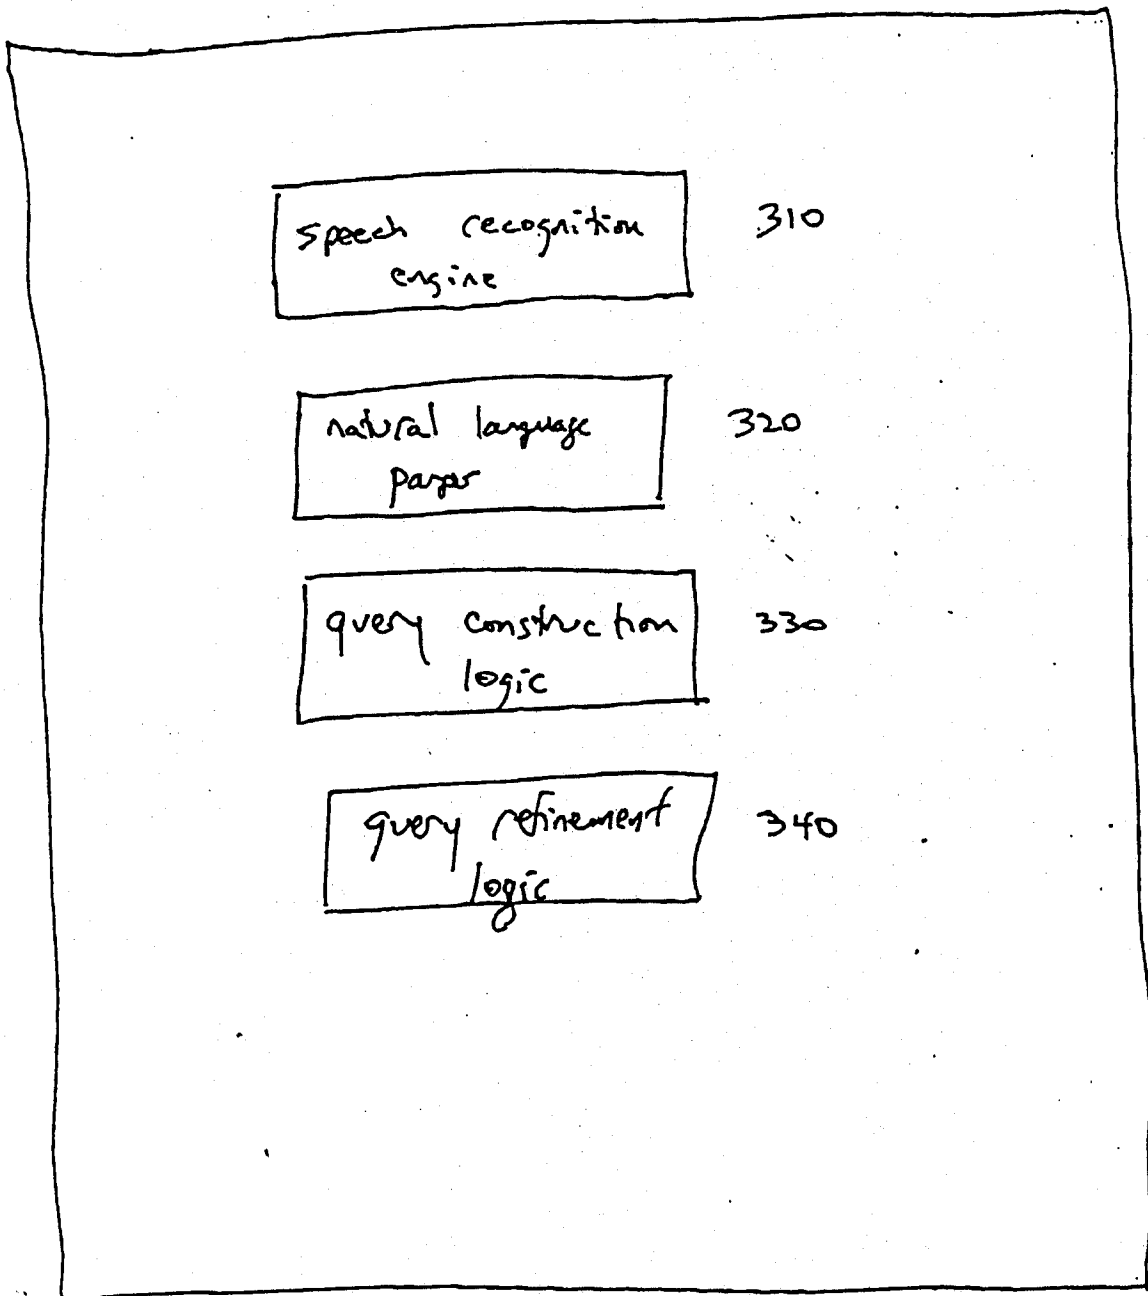 speech recognition 310
engine
natural language 320
parser
query construction 330
logic
query refinement 340
logic